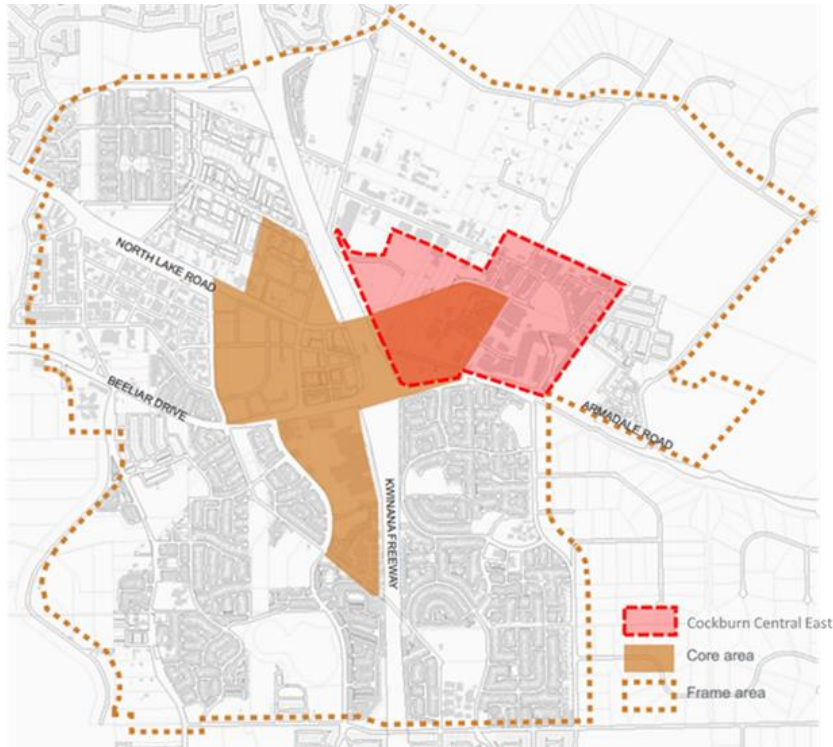 NORTH LAKE ROAD
BEELIAR DRIVE
ARMADALE ROAD
KWINANA FREEWAY
Cockburn Central East
Core area
Frame area